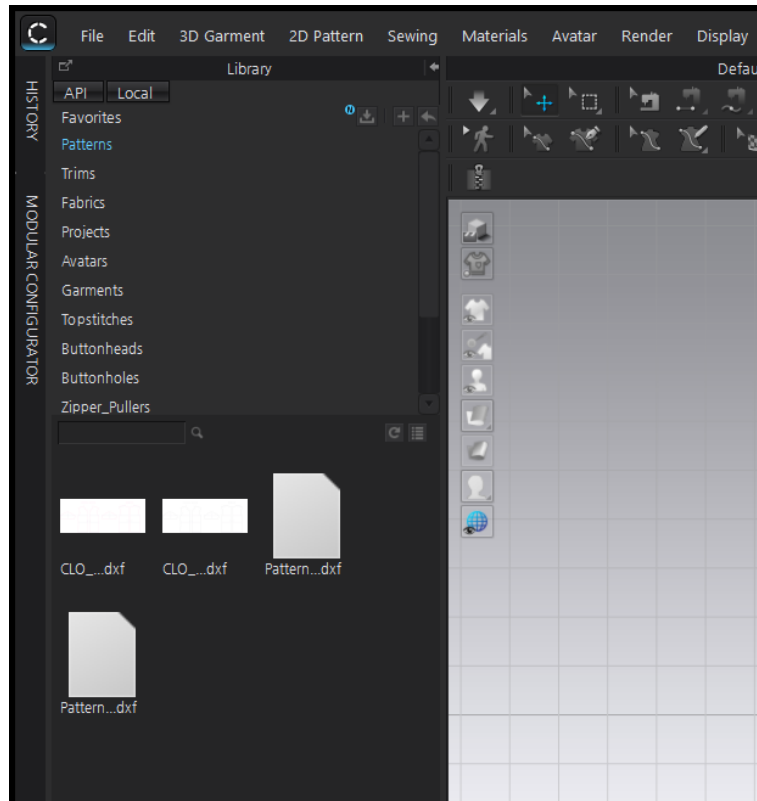 File Edit 3D Garment 2D Pattern Sewing Materials Avatar Render Display
Library
Defau
API Local
HISTORY
MODULAR CONFIGURATOR
Favorites
N
Patterns
Trims
Fabrics
Projects
Avatars
Garments
Topstitches
Buttonheads
Buttonholes
Zipper_Pullers
CLO_...dxf CLO_...dxf Pattern...dxf
Pattern...dxf